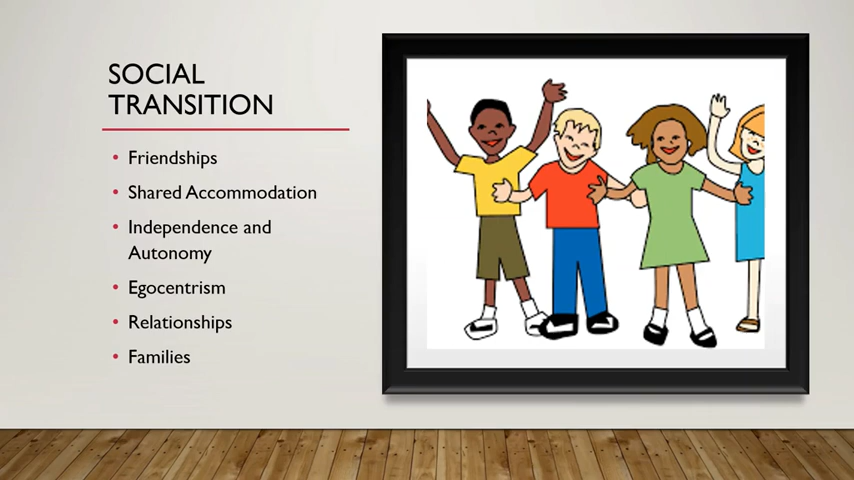 SOCIAL
TRANSITION
• Friendships
• Shared Accommodation
• Independence and
Autonomy
• Egocentrism
• Relationships
• Families